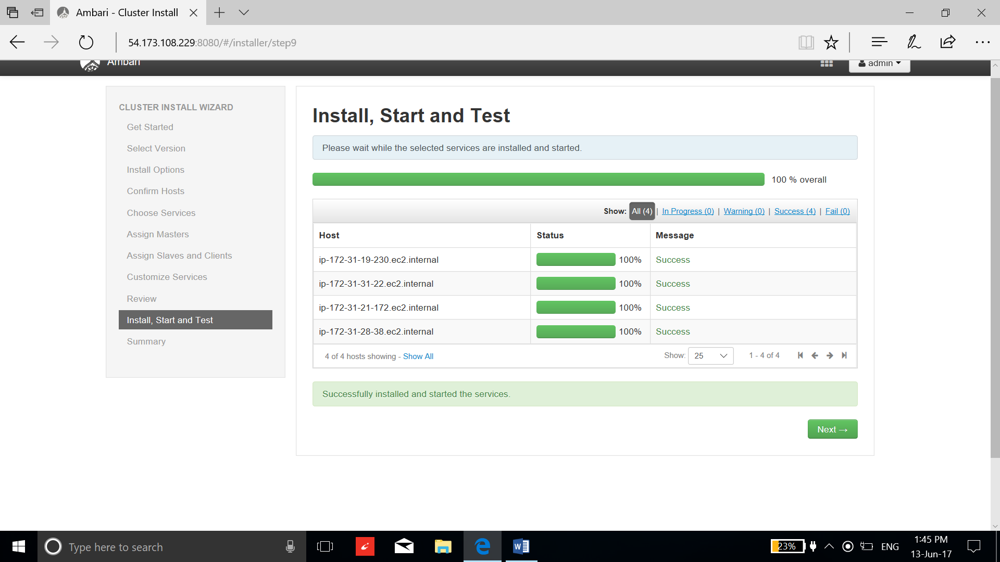 Ambari - Cluster Install
54.173.108.229:8080/#/installer/step9
Ambari
admin
CLUSTER INSTALL WIZARD
Get Started
Select Version
Install Options
Confirm Hosts
Choose Services
Assign Masters
Assign Slaves and Clients
Customize Services
Review
Install, Start and Test
Summary
Install, Start and Test
Please wait while the selected services are installed and started.
100 % overall
Show: All (4) | In Progress (0) | Warning (0) | Success (4) | Fail (0)
Host Status Message
ip-172-31-19-230.ec2.internal 100% Success
ip-172-31-31-22.ec2.internal 100% Success
ip-172-31-21-172.ec2.internal 100% Success
ip-172-31-28-38.ec2.internal 100% Success
4 of 4 hosts showing - Show All Show: 25 1 - 4 of 4
Successfully installed and started the services.
Next →
Type here to search
23%
ENG
1:45 PM
13-Jun-17